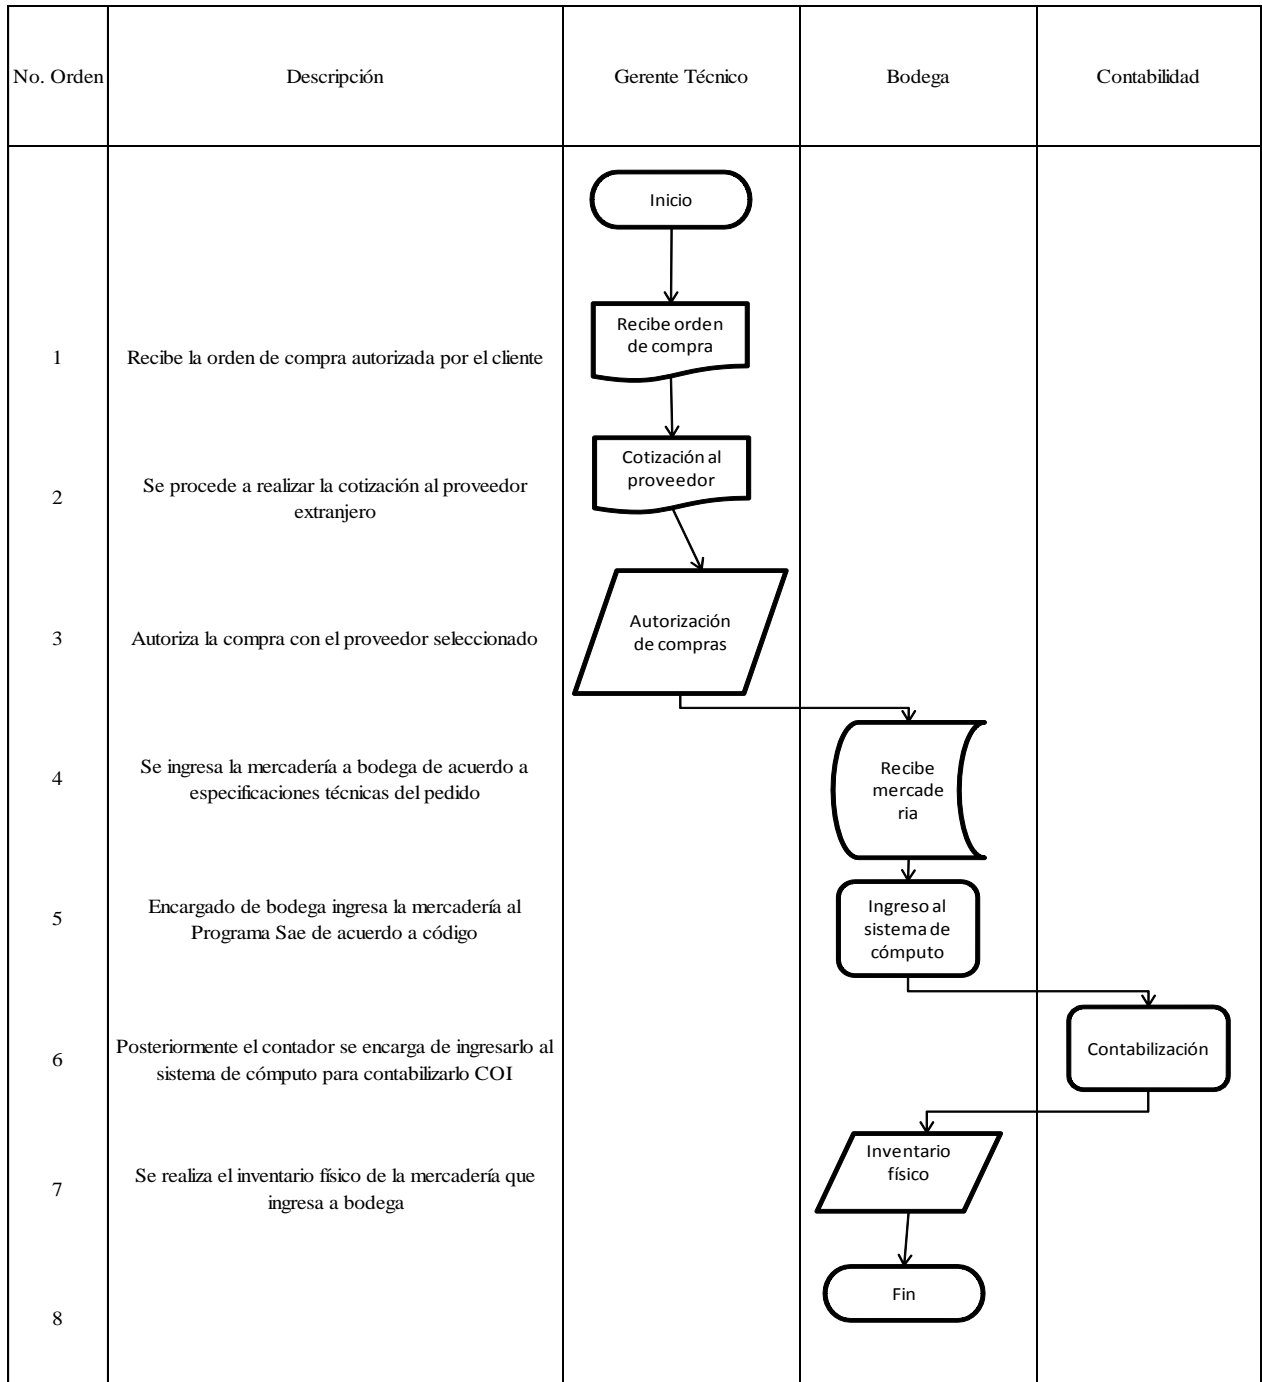 No. Orden
Descripción
Gerente Técnico
Bodega
Contabilidad
Inicio
1
Recibe la orden de compra autorizada por el cliente
Recibe orden
de compra
2
Se procede a realizar la cotización al proveedor
extranjero
Cotización al
proveedor
3
Autoriza la compra con el proveedor seleccionado
Autorización
de compras
4
Se ingresa la mercadería a bodega de acuerdo a
especificaciones técnicas del pedido
Recibe
mercade
ria
5
Encargado de bodega ingresa la mercadería al
Programa Sae de acuerdo a código
Ingreso al
sistema de
cómputo
6
Posteriormente el contador se encarga de ingresarlo al
sistema de cómputo para contabilizarlo COI
Contabilización
7
Se realiza el inventario físico de la mercadería que
ingresa a bodega
Inventario
físico
8
Fin